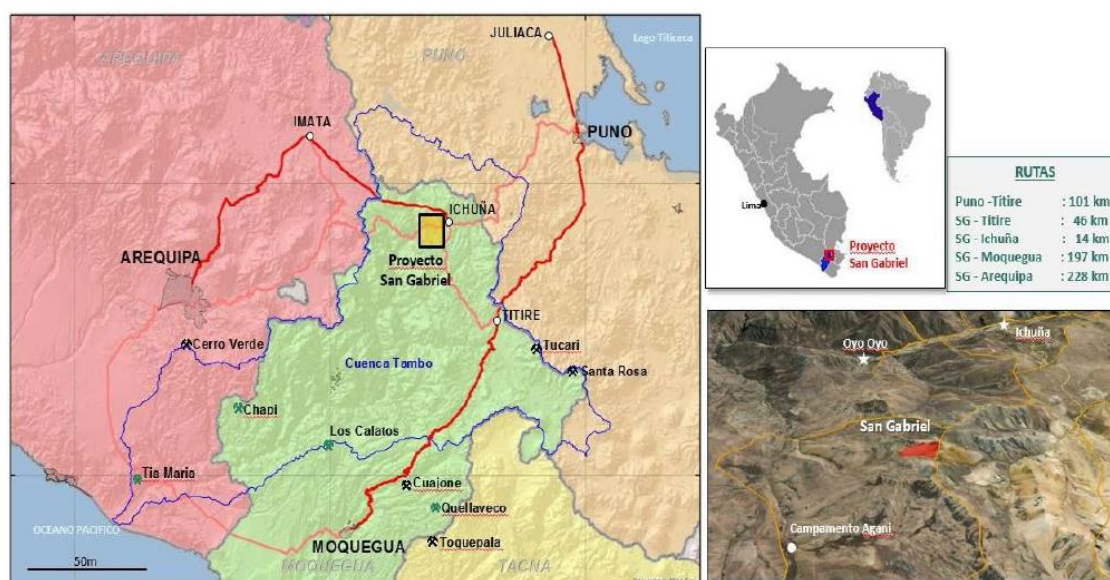 JULIACA
Lago Titicaca
AREQUIPA
PUNO
IMATA
PUNO
ICHUÑA
AREQUIPA
Proyecto
San Gabriel
TITIRE
Cerro Verde
Tucari
Cuenca Tambo
Santa Rosa
Chapi
Los Calatos
Tia Maria
Cuajone
Quellaveco
OCEANO PACIFICO
MOQUEGUA
Toquepala
50m
MOQUEGUA
TACNA
Lima
Proyecto
San Gabriel
RUTAS
Puno -Titire : 101 km
SG - Titire : 46 km
SG - Ichuña : 14 km
SG - Moquegua : 197 km
SG - Arequipa : 228 km
Ichuña
Oyo Oyo
San Gabriel
Campamento Agani